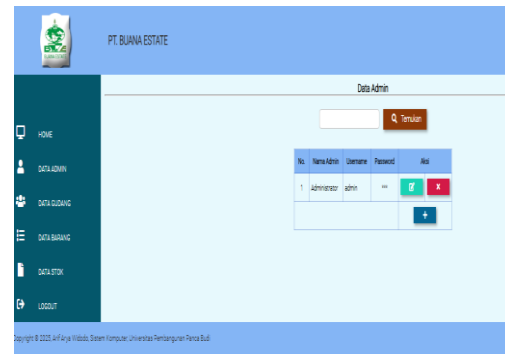 PT. BUANA ESTATE
Data Admin
Temukan
No. Nama Admin Username Password Aksi
1 Administrator admin ***
HOME
DATA ADMIN
DATA GUDANG
DATA BARANG
DATA STOK
LOGOUT
Copyright © 2025, Arif Arya Widodo, Sistem Komputer, Universitas Pembangunan Panca Budi